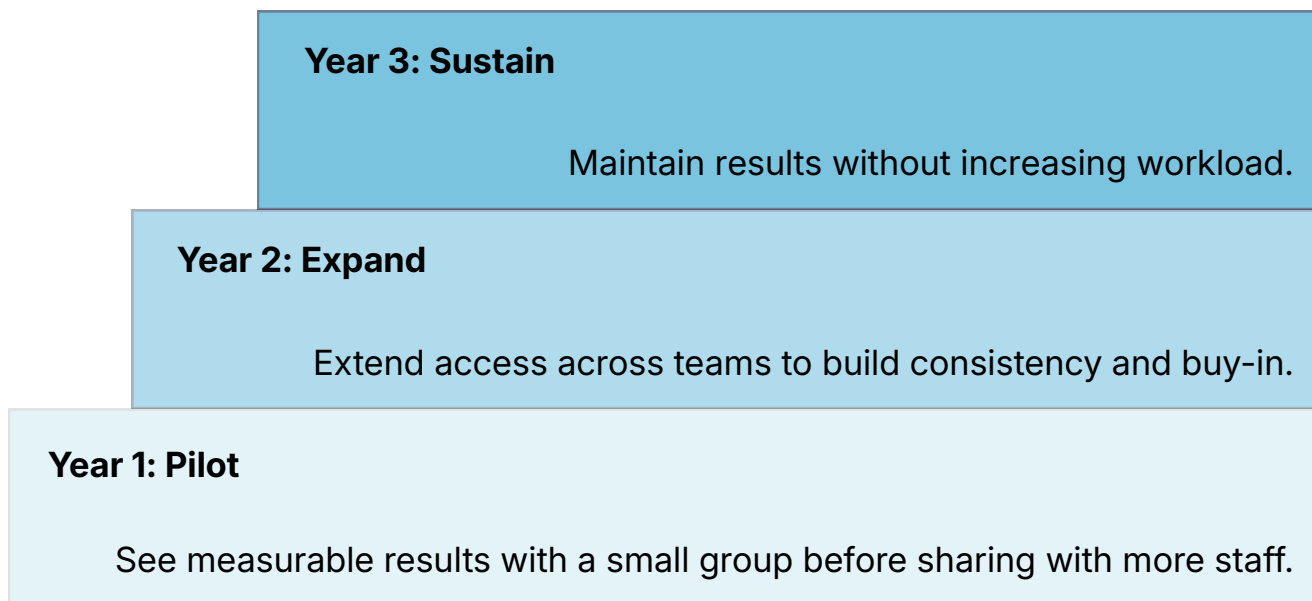 Year 3: Sustain
Maintain results without increasing workload.
Year 2: Expand
Extend access across teams to build consistency and buy-in.
Year 1: Pilot
See measurable results with a small group before sharing with more staff.